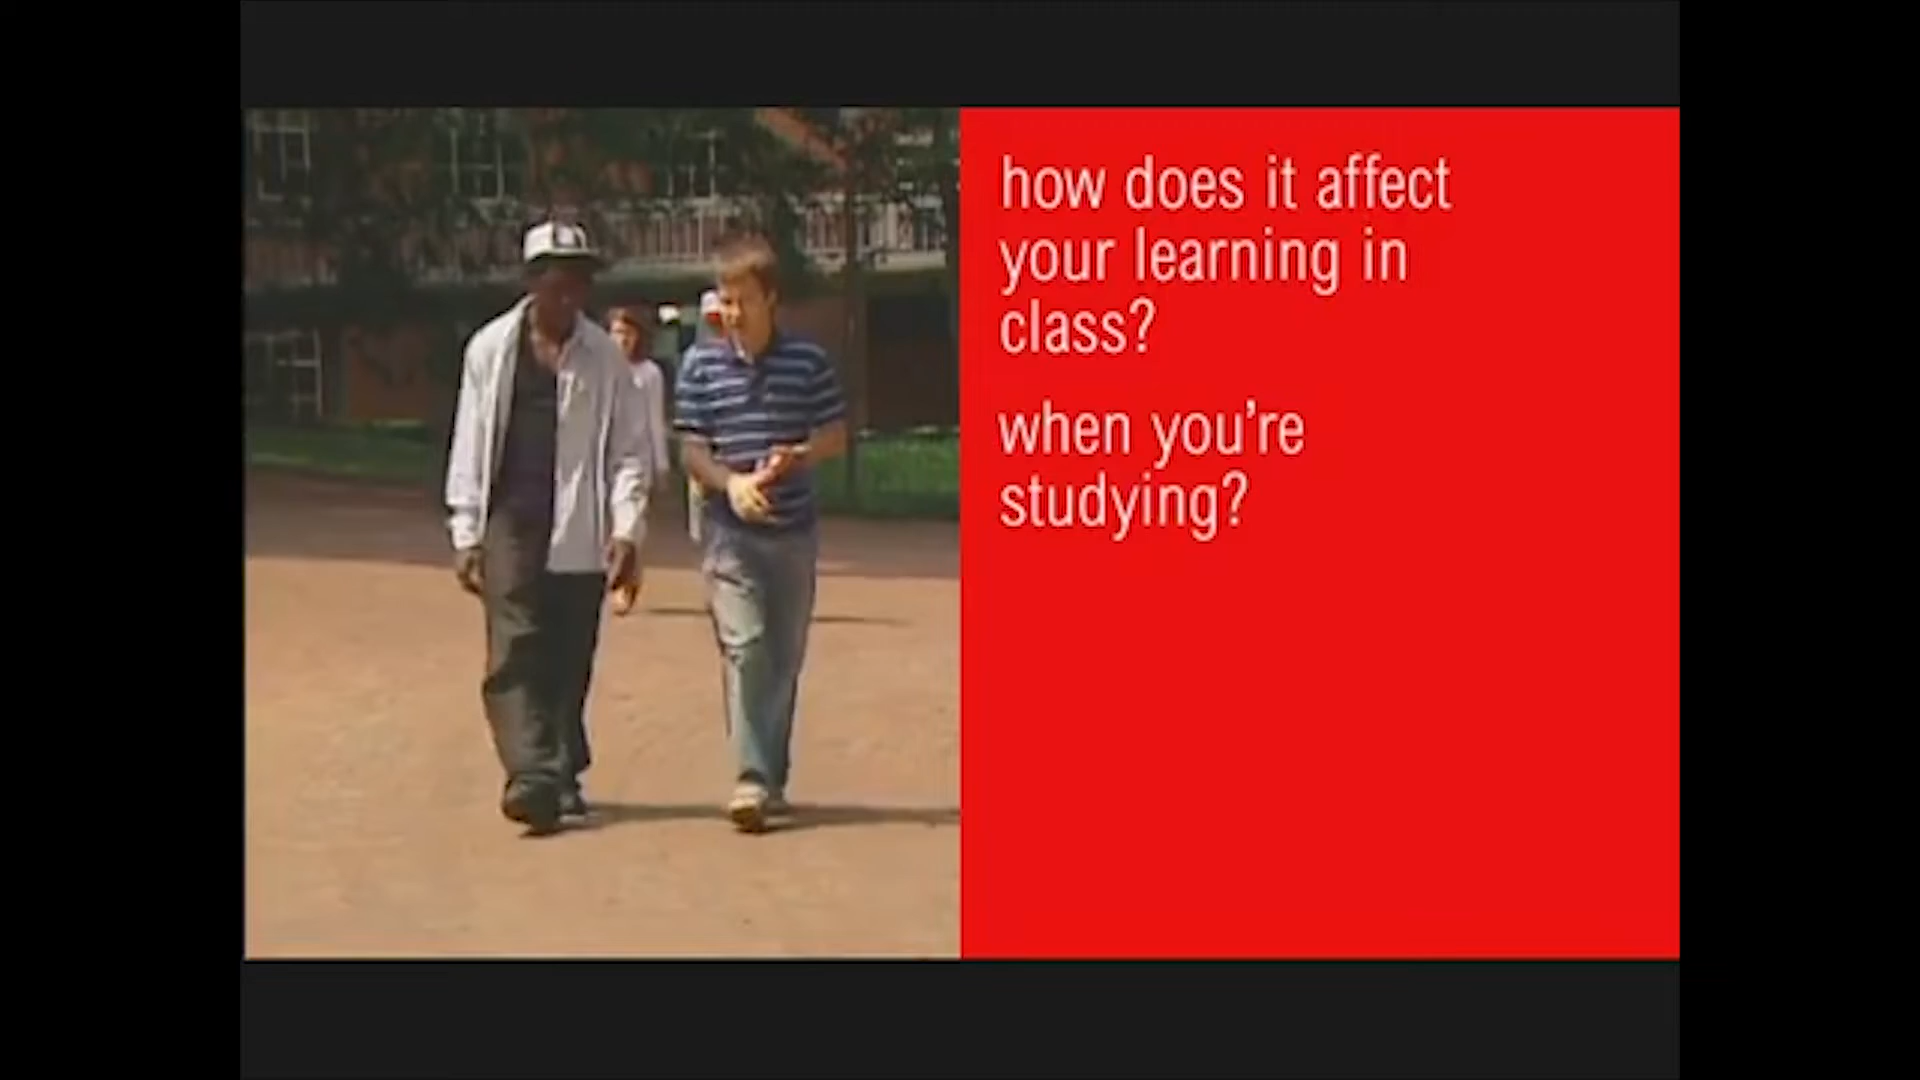 how does it affect
your learning in
class?
when you're
studying?